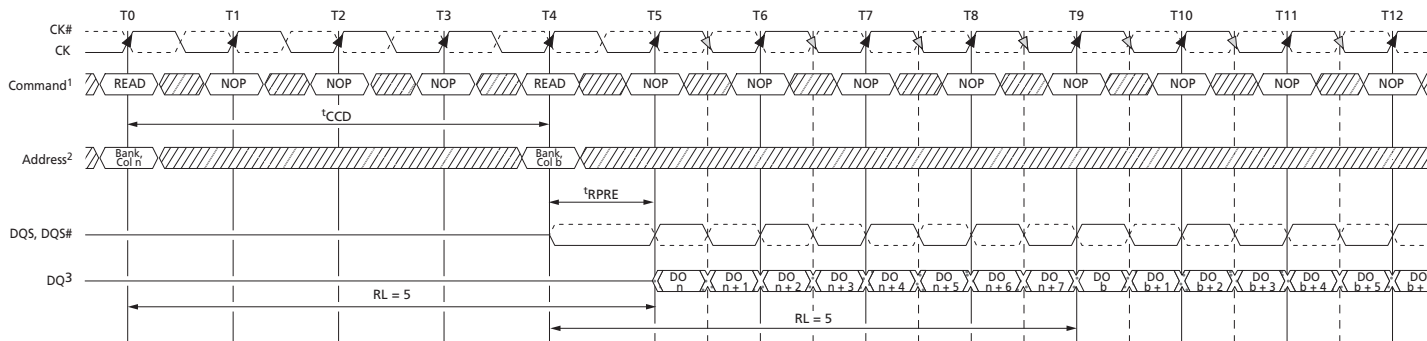 T0 T1 T2 T3 T4 T5 T6 T7 T8 T9 T10 T11 T12
CK#
CK
Command1 READ NOP NOP NOP READ NOP NOP NOP NOP NOP NOP NOP NOP
tCCD
Address2 Bank, Col n Bank, Col b
tRPRE
DQS, DQS#
DQ3 DO n DO n + 1 DO n + 2 DO n + 3 DO n + 4 DO n + 5 DO n + 6 DO n + 7 DO b DO b + 1 DO b + 2 DO b + 3 DO b + 4 DO b + 5 DO b +
RL = 5
RL = 5